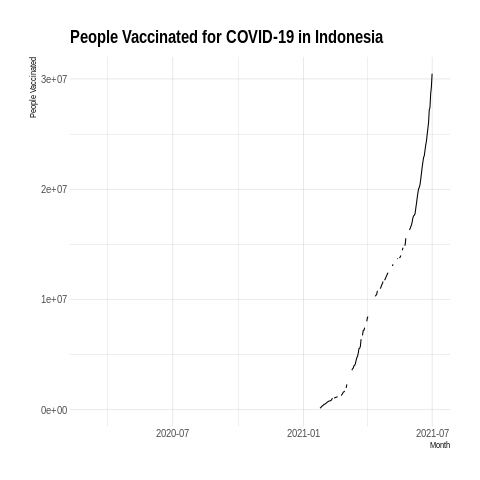 People Vaccinated for COVID-19 in Indonesia
People Vaccinated
3e+07
2e+07
1e+07
0e+00
2020-07
2021-01
2021-07
Month